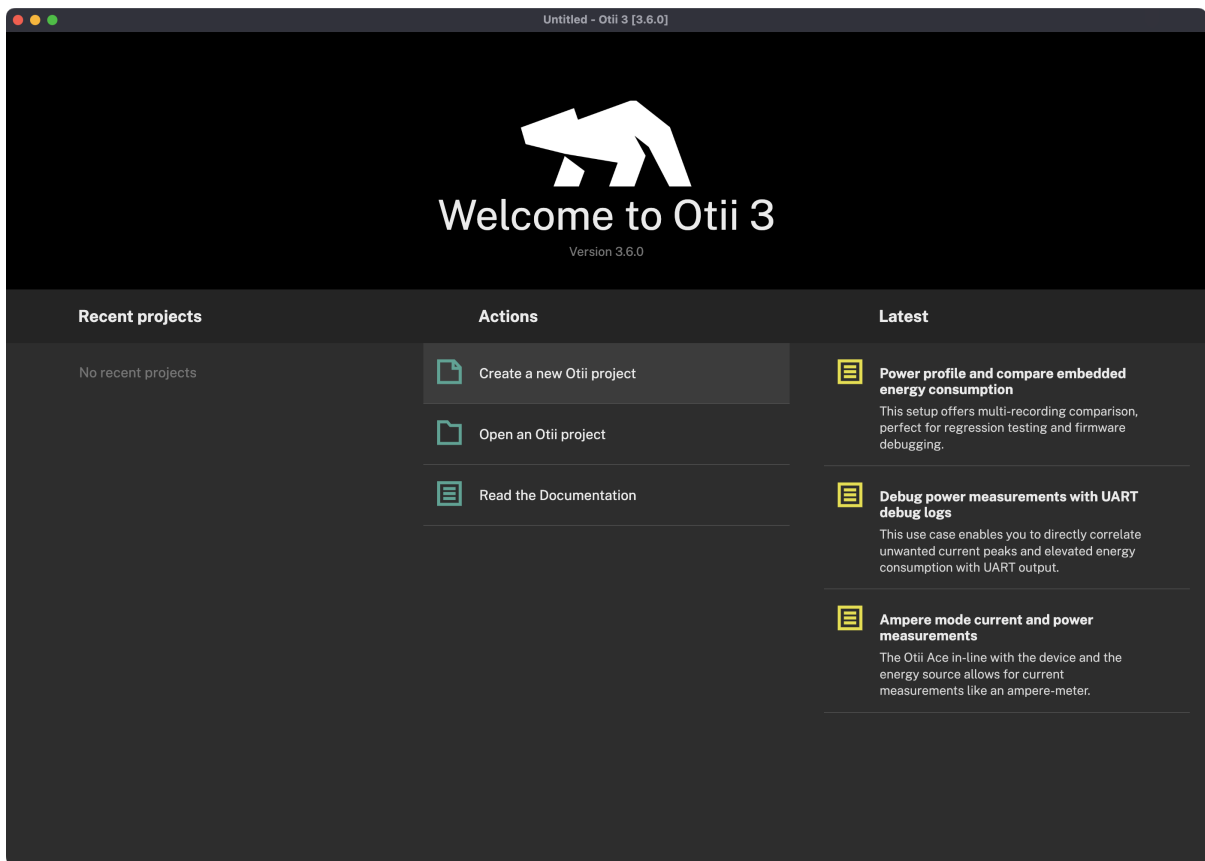 Untitled - Otii 3 [3.6.0]
Welcome to Otii 3
Version 3.6.0
Recent projects
No recent projects
Actions
Create a new Otii project
Open an Otii project
Read the Documentation
Latest
Power profile and compare embedded
energy consumption
This setup offers multi-recording comparison,
perfect for regression testing and firmware
debugging.
Debug power measurements with UART
debug logs
This use case enables you to directly correlate
unwanted current peaks and elevated energy
consumption with UART output.
Ampere mode current and power
measurements
The Otii Ace in-line with the device and the
energy source allows for current
measurements like an ampere-meter.